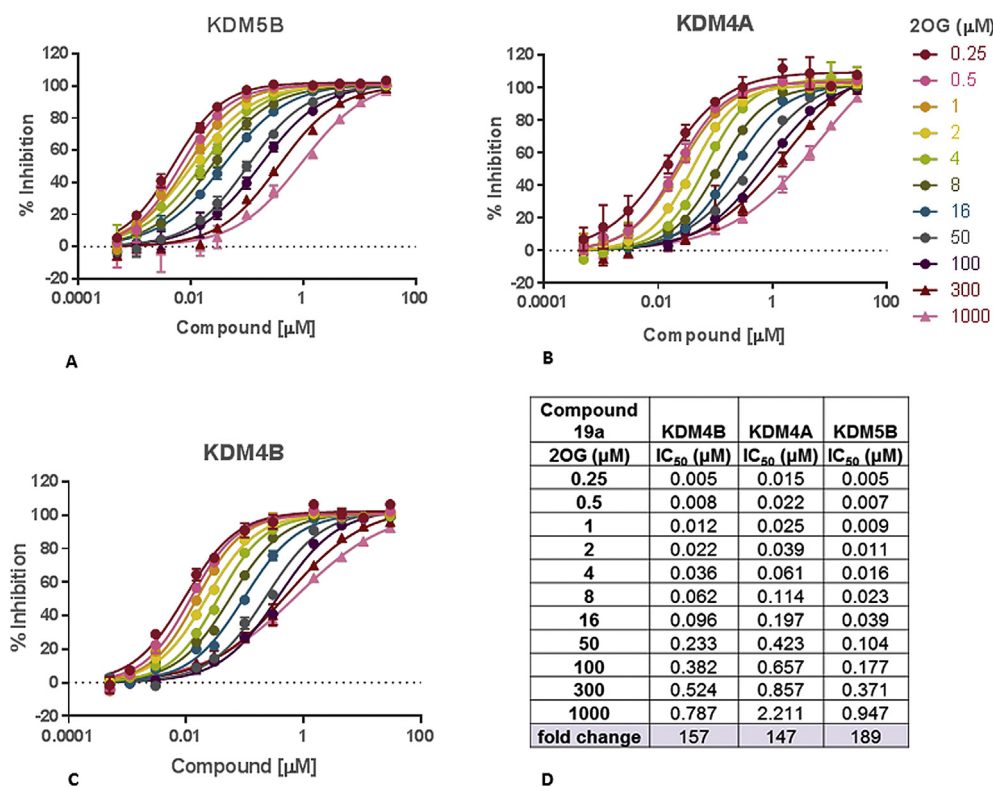 KDM5B
% Inhibition
120
100
80
60
40
20
0
-20
0.0001
0.01
1
100
Compound [µM]
A
KDM4A
% Inhibition
120
100
80
60
40
20
0
-20
0.0001
0.01
1
100
Compound [µM]
B
2OG (µM)
0.25
0.5
1
2
4
8
16
50
100
300
1000
KDM4B
% Inhibition
120
100
80
60
40
20
0
-20
0.0001
0.01
1
100
Compound [µM]
C
Compound
19a KDM4B KDM4A KDM5B
2OG (µM) IC50 (µM) IC50 (µM) IC50 (µM)
0.25 0.005 0.015 0.005
0.5 0.008 0.022 0.007
1 0.012 0.025 0.009
2 0.022 0.039 0.011
4 0.036 0.061 0.016
8 0.062 0.114 0.023
16 0.096 0.197 0.039
50 0.233 0.423 0.104
100 0.382 0.657 0.177
300 0.524 0.857 0.371
1000 0.787 2.211 0.947
fold change 157 147 189
D